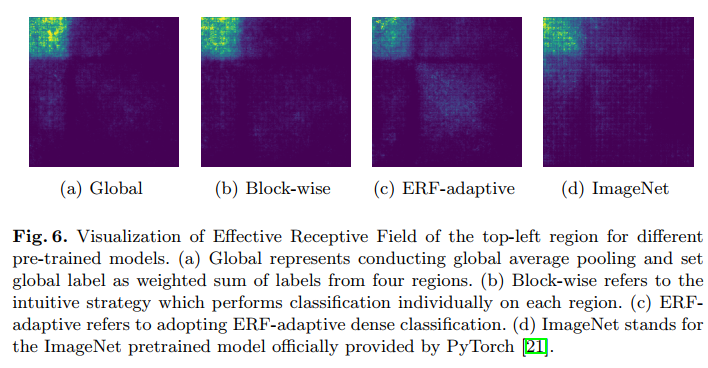 (a) Global
(b) Block-wise
(c) ERF-adaptive
(d) ImageNet
Fig. 6. Visualization of Effective Receptive Field of the top-left region for different
pre-trained models. (a) Global represents conducting global average pooling and set
global label as weighted sum of labels from four regions. (b) Block-wise refers to the
intuitive strategy which performs classification individually on each region. (c) ERF-
adaptive refers to adopting ERF-adaptive dense classification. (d) ImageNet stands for
the ImageNet pretrained model officially provided by PyTorch [21].